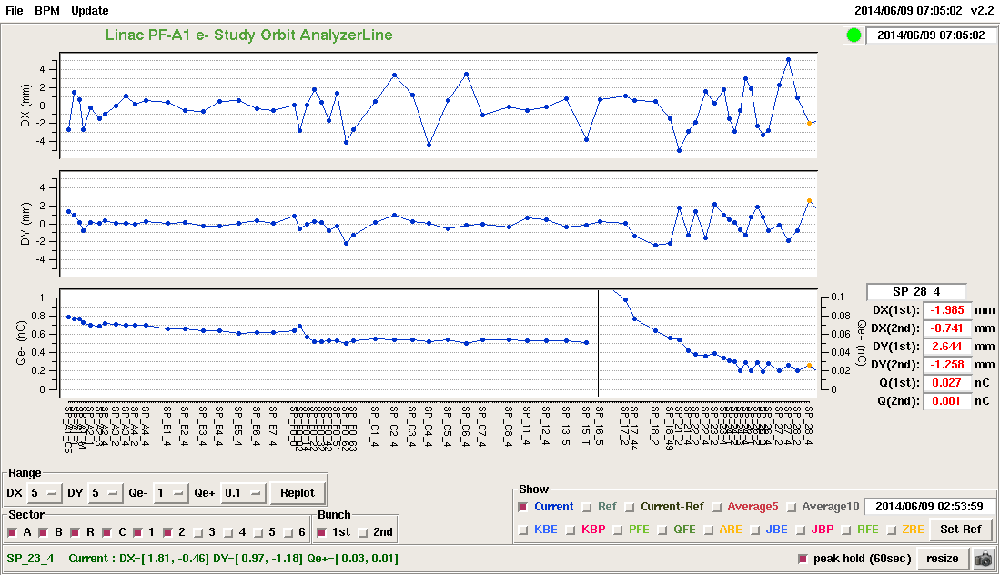 File BPM Update 2014/06/09 07:05:02 v2.2
Linac PF-A1 e- Study Orbit AnalyzerLine
2014/06/09 07:05:02
DX (mm)
4
2
0
-2
-4
DY (mm)
4
2
0
-2
-4
Qe- (nC)
1
0.8
0.6
0.4
0.2
0
0.1
0.08
0.06
0.04
0.02
0
Qe+ (nC)
SP_28_4
DX(1st): -1.985 mm
DX(2nd): -0.741 mm
DY(1st): 2.644 mm
DY(2nd): -1.258 mm
Q(1st): 0.027 nC
Q(2nd): 0.001 nC
SP_A1_C5
SP_A2_4
SP_A3_4
SP_A4_2
SP_A4_4
SP_B1_4
SP_B2_4
SP_B3_4
SP_B4_4
SP_B5_4
SP_B6_4
SP_B7_4
SP_C1_4
SP_C2_4
SP_C3_4
SP_C4_4
SP_C5_4
SP_C6_4
SP_C7_4
SP_C8_4
SP_11_4
SP_12_4
SP_13_5
SP_15_T
SP_16_5
SP_17_2
SP_17_44
SP_18_2
SP_18_49
SP_28_2
SP_28_4
Range
DX 5 DY 5 Qe- 1 Qe+ 0.1 Replot
Sector
A B R C 1 2 3 4 5 6
Bunch
1st 2nd
Show
Current Ref Current-Ref Average5 Average10 2014/06/09 02:53:59
KBE KBP PFE QFE ARE JBE JBP RFE ZRE Set Ref
SP_23_4 Current : DX=[ 1.81, -0.46] DY=[ 0.97, -1.18] Qe+=[ 0.03, 0.01]
peak hold (60sec) resize